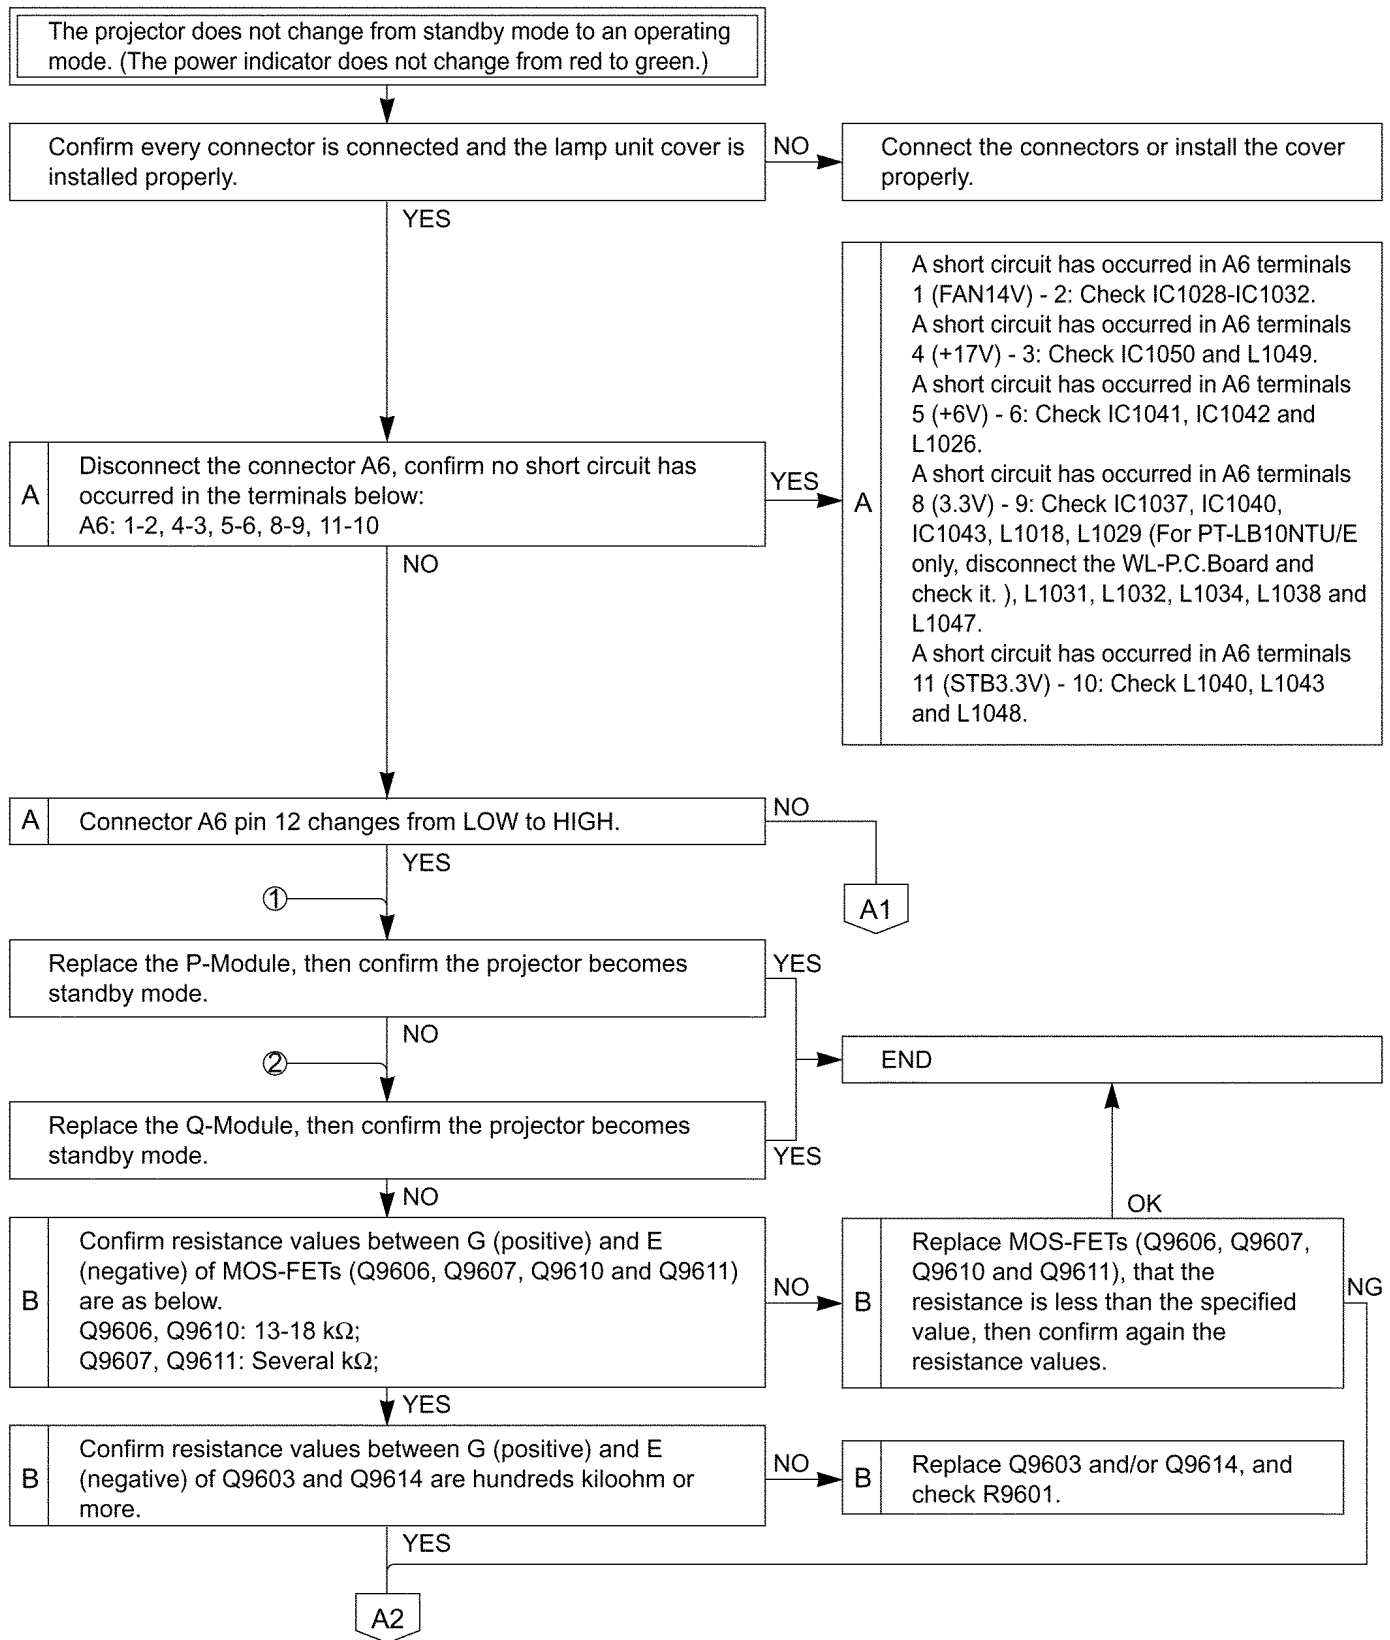 The projector does not change from standby mode to an operating
mode. (The power indicator does not change from red to green.)
Confirm every connector is connected and the lamp unit cover is
installed properly.
NO
Connect the connectors or install the cover
properly.
YES
A
Disconnect the connector A6, confirm no short circuit has
occurred in the terminals below:
A6: 1-2, 4-3, 5-6, 8-9, 11-10
YES
A
A short circuit has occurred in A6 terminals
1 (FAN14V) - 2: Check IC1028-IC1032.
A short circuit has occurred in A6 terminals
4 (+17V) - 3: Check IC1050 and L1049.
A short circuit has occurred in A6 terminals
5 (+6V) - 6: Check IC1041, IC1042 and
L1026.
A short circuit has occurred in A6 terminals
8 (3.3V) - 9: Check IC1037, IC1040,
IC1043, L1018, L1029 (For PT-LB10NTU/E
only, disconnect the WL-P.C.Board and
check it. ), L1031, L1032, L1034, L1038 and
L1047.
A short circuit has occurred in A6 terminals
11 (STB3.3V) - 10: Check L1040, L1043
and L1048.
NO
A
Connector A6 pin 12 changes from LOW to HIGH.
NO
A1
YES
①
Replace the P-Module, then confirm the projector becomes
standby mode.
YES
NO
②
END
Replace the Q-Module, then confirm the projector becomes
standby mode.
YES
NO
B
Confirm resistance values between G (positive) and E
(negative) of MOS-FETs (Q9606, Q9607, Q9610 and Q9611)
are as below.
Q9606, Q9610: 13-18 kΩ;
Q9607, Q9611: Several kΩ;
NO
OK
B
Replace MOS-FETs (Q9606, Q9607,
Q9610 and Q9611), that the
resistance is less than the specified
value, then confirm again the
resistance values.
NG
YES
B
Confirm resistance values between G (positive) and E
(negative) of Q9603 and Q9614 are hundreds kiloohm or
more.
NO
B
Replace Q9603 and/or Q9614, and
check R9601.
YES
A2